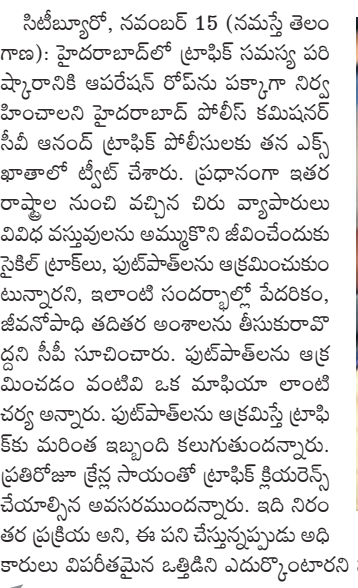 సిటీబ్యూరో, నవంబర్ 15 (నమస్తే తెలం
గాణ): హైదరాబాద్‌లో ట్రాఫిక్ సమస్య పరి
ష్కారానికి ఆపరేషన్ రోప్‌ను పక్కాగా నిర్వ
హించాలని హైదరాబాద్ పోలీస్ కమిషనర్
సీవీ ఆనంద్ ట్రాఫిక్ పోలీసులకు తన ఎక్స్
ఖాతాలో ట్వీట్ చేశారు. ప్రధానంగా ఇతర
రాష్ట్రాల నుంచి వచ్చిన చిరు వ్యాపారులు
వివిధ వస్తువులను అమ్ముకొని జీవించేందుకు
సైకిల్ ట్రాక్‌లు, ఫుట్‌పాత్‌లను ఆక్రమించుకుం
టున్నారని, ఇలాంటి సందర్భాల్లో పేదరికం,
జీవనోపాధి తదితర అంశాలను తీసుకురావొ
ద్దని సీపీ సూచించారు. ఫుట్‌పాత్‌లను ఆక్ర
మించడం వంటివి ఒక మాఫియా లాంటి
చర్య అన్నారు. ఫుట్‌పాత్‌లను ఆక్రమిస్తే ట్రాఫి
క్‌కు మరింత ఇబ్బంది కలుగుతుందన్నారు.
ప్రతిరోజూ క్రేన్ల సాయంతో ట్రాఫిక్ క్లియరెన్స్
చేయాల్సిన అవసరముందన్నారు. ఇది నిరం
తర ప్రక్రియ అని, ఈ పని చేస్తున్నప్పుడు అధి
కారులు విపరీతమైన ఒత్తిడిని ఎదుర్కొంటారని